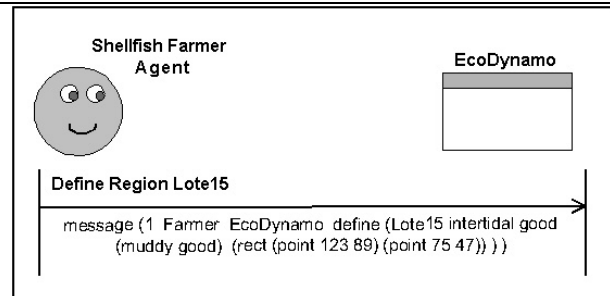 Shellfish Farmer
Agent
EcoDynamo
Define Region Lote15
message (1 Farmer EcoDynamo define (Lote15 intertidal good
(muddy good) (rect (point 123 89) (point 75 47)) ) )